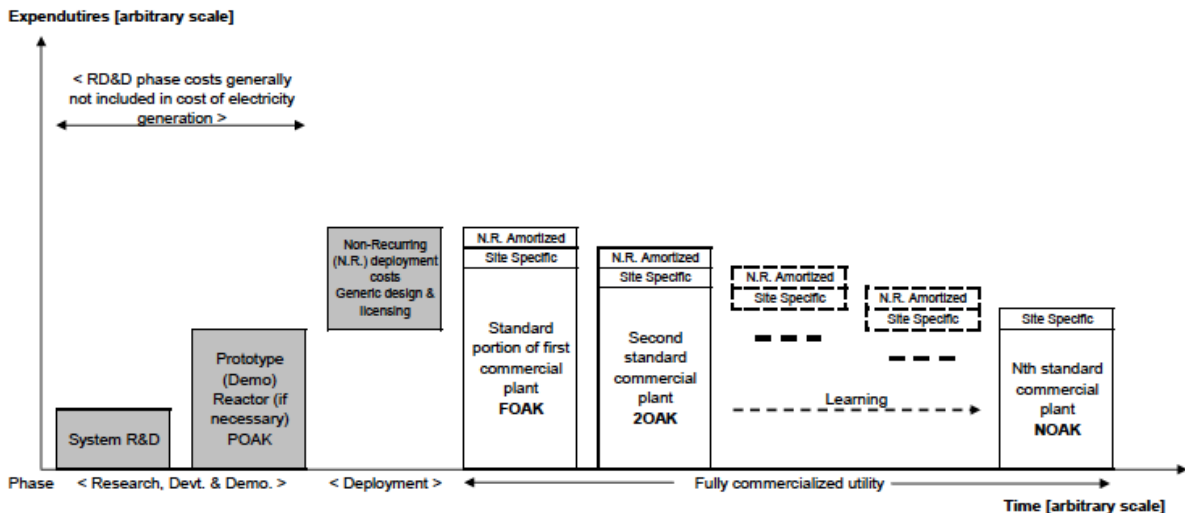 Expendutires [arbitrary scale]
< RD&D phase costs generally
not included in cost of electricity
generation >
Non-Recurring
(N.R.) deployment
costs
Generic design &
licensing
N.R. Amortized
Site Specific
Standard
portion of first
commercial
plant
FOAK
N.R. Amortized
Site Specific
Second
standard
commercial
plant
2OAK
N.R. Amortized
Site Specific
N.R. Amortized
Site Specific
Learning
Site Specific
Nth standard
commercial
plant
NOAK
Prototype
(Demo)
Reactor (if
necessary)
POAK
System R&D
Phase
< Research, Devt. & Demo. >
< Deployment >
Fully commercialized utility
Time [arbitrary scale]